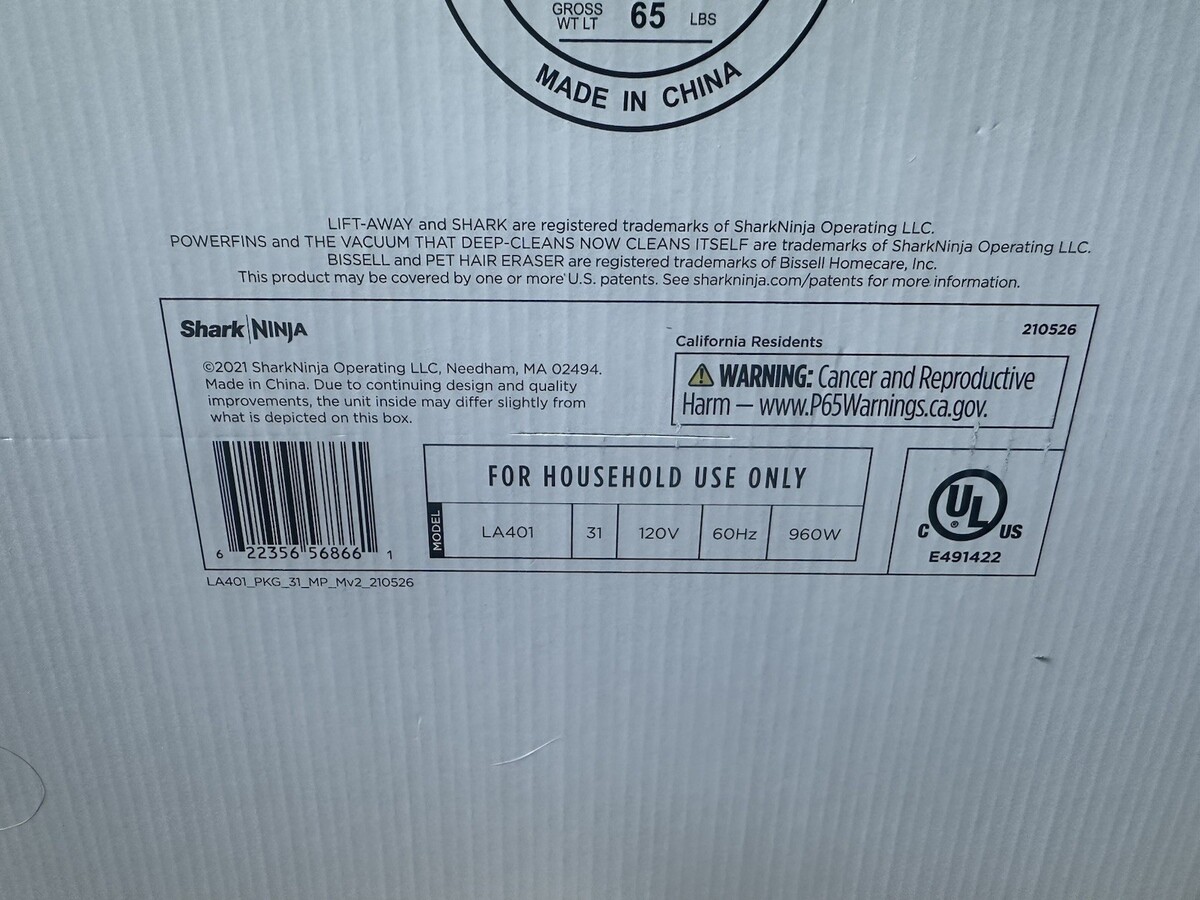 GROSS
WT LT 65 LBS
MADE IN CHINA
LIFT-AWAY and SHARK are registered trademarks of SharkNinja Operating LLC.
POWERFINS and THE VACUUM THAT DEEP-CLEANS NOW CLEANS ITSELF are trademarks of SharkNinja Operating LLC.
BISSELL and PET HAIR ERASER are registered trademarks of Bissell Homecare, Inc.
This product may be covered by one or more U.S. patents. See sharkninja.com/patents for more information.
Shark NINJA
©2021 SharkNinja Operating LLC, Needham, MA 02494.
Made in China. Due to continuing design and quality
improvements, the unit inside may differ slightly from
what is depicted on this box.
210526
California Residents
WARNING: Cancer and Reproductive
Harm — www.P65Warnings.ca.gov.
6 22356 56866 1
FOR HOUSEHOLD USE ONLY
MODEL LA401 31 120V 60Hz 960W
C UL ® US
E491422
LA401_PKG_31_MP_Mv2_210526